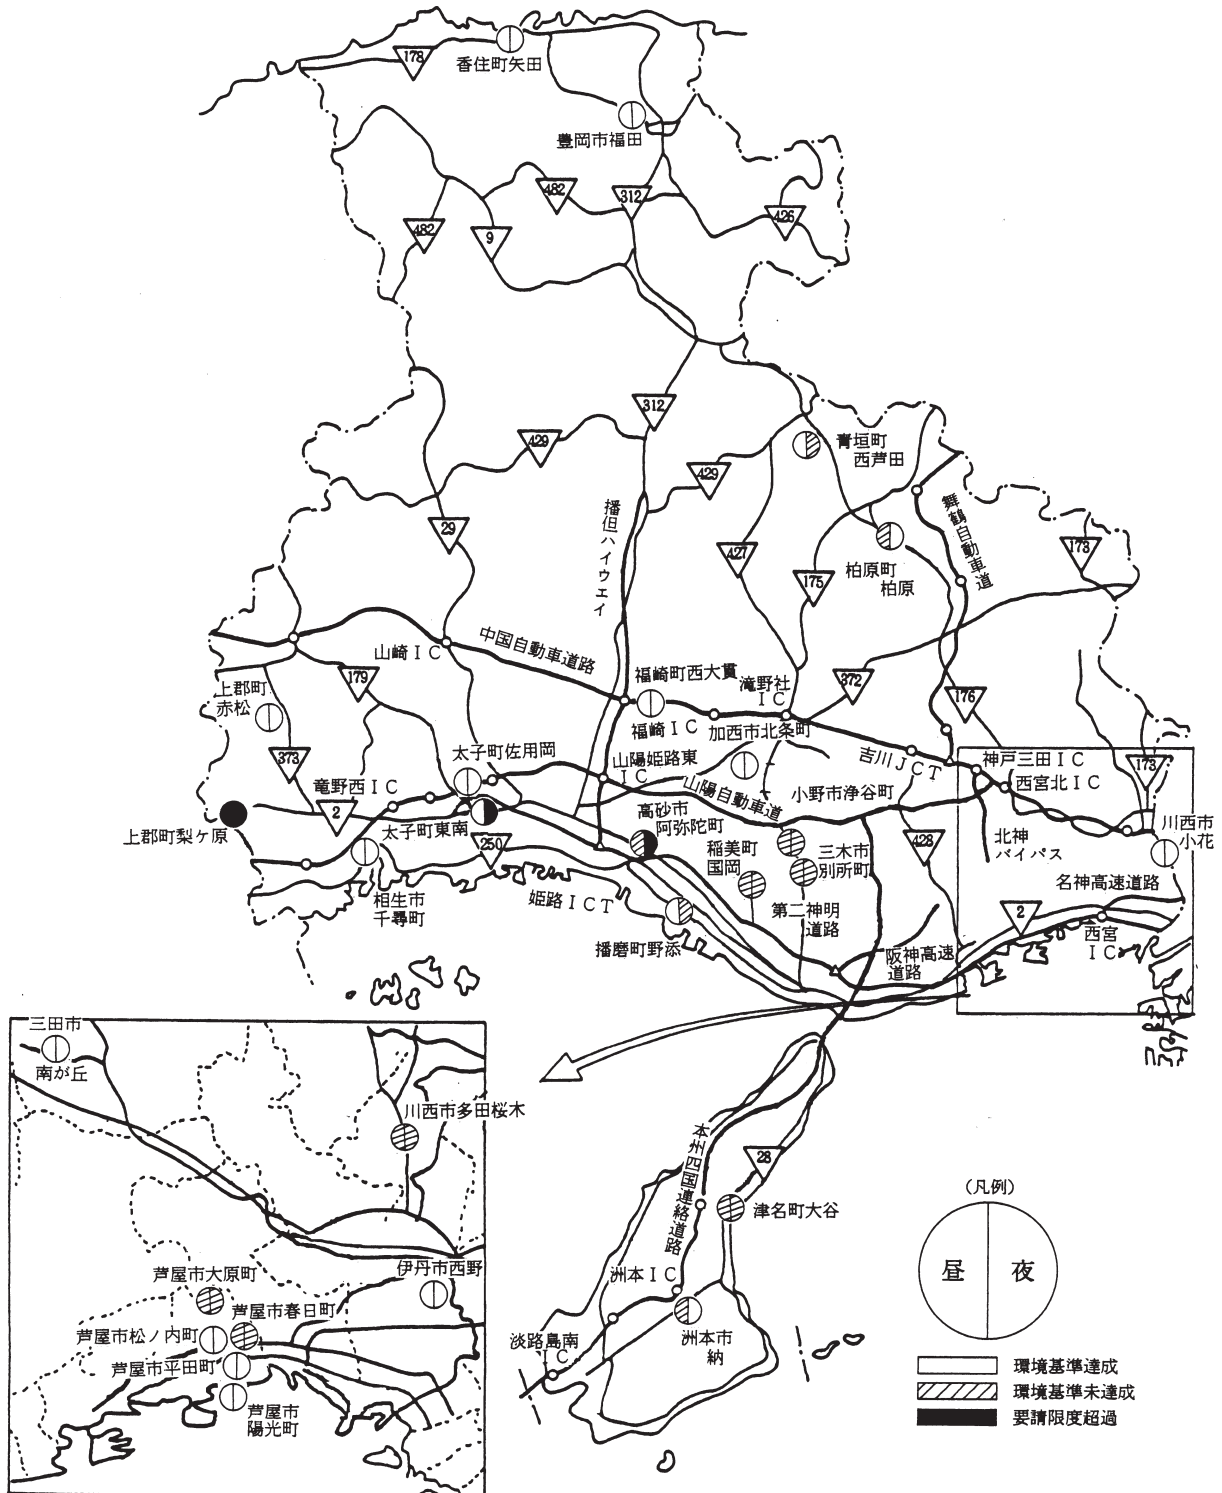 178
香住町矢田
豊岡市福田
482
312
482
9
426
312
429
青垣町
西芦田
429
播但ハイウエイ
舞鶴自動車道
29
427
173
175
柏原町
柏原
中国自動車道路
山崎ＩＣ
179
福崎町西大貫
滝野社
ＩＣ
372
176
上郡町
赤松
福崎ＩＣ
加西市北条町
吉川ＪＣＴ
373
太子町佐用岡
山陽姫路東
ＩＣ
山陽自動車道
神戸三田ＩＣ
173
竜野西ＩＣ
小野市浄谷町
西宮北ＩＣ
2
高砂市
阿弥陀町
川西市
小花
上郡町梨ヶ原
太子町東南
250
稲美町
国岡
三木市
別所町
428
北神
バイパス
名神高速道路
相生市
千尋町
姫路ＩＣＴ
第二神明
道路
2
西宮
ＩＣ
播磨町野添
阪神高速
道路
三田市
南が丘
川西市多田桜木
本州四国連絡道路
28
津名町大谷
(凡例)
昼
夜
伊丹市西野
芦屋市大原町
芦屋市春日町
芦屋市松ノ内町
芦屋市平田町
芦屋市
陽光町
洲本ＩＣ
洲本市
納
淡路島南
ＩＣ
環境基準達成
環境基準未達成
要請限度超過